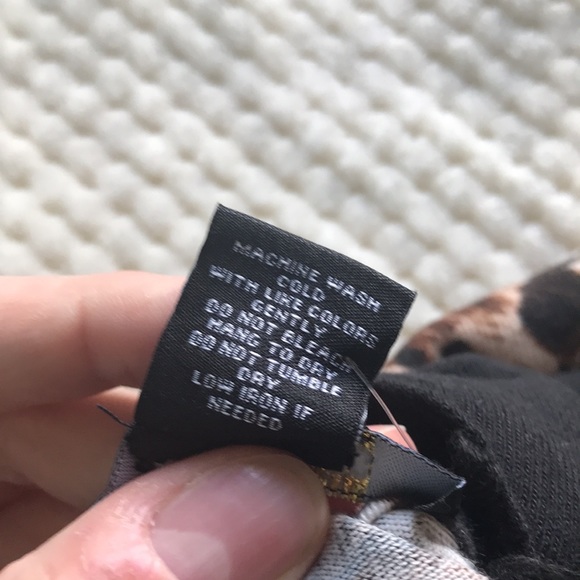 MACHINE WASH
COLD
WITH LIKE COLORS
GENTLY
DO NOT BLEACH
HANG TO DRY
DO NOT TUMBLE
DRY
LOW IRON IF
NEEDED